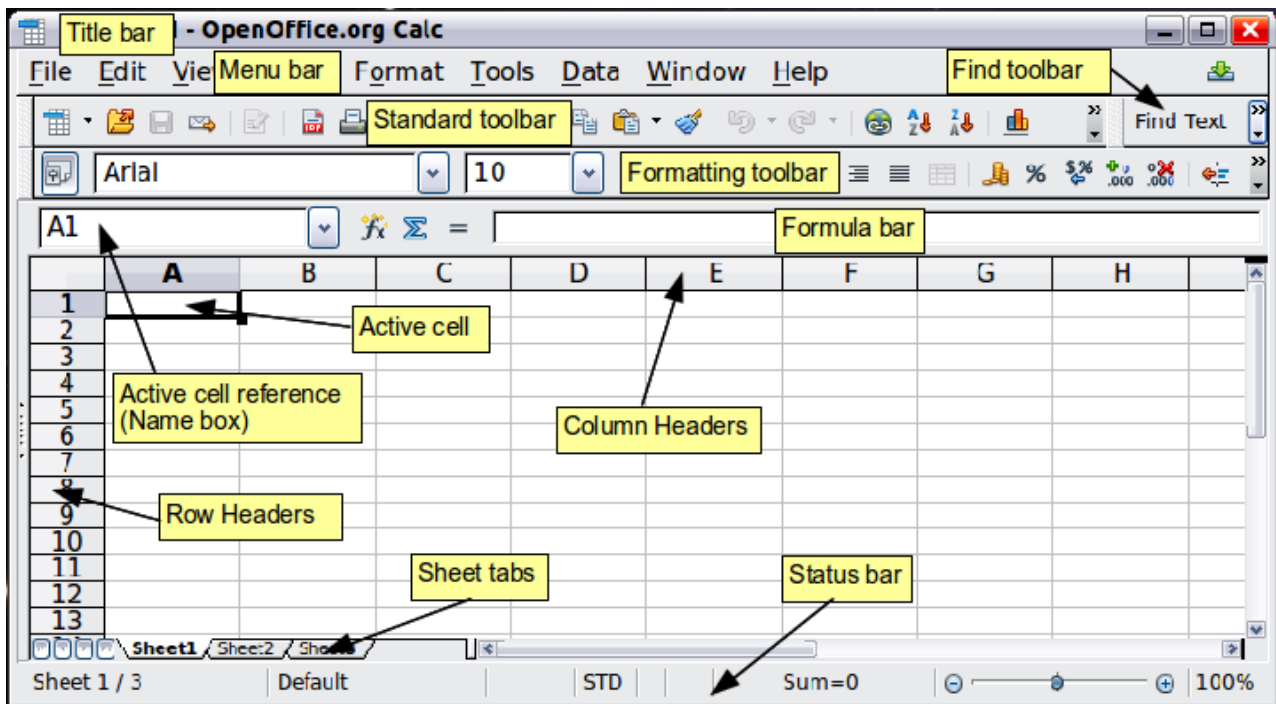 Title bar - OpenOffice.org Calc
File Edit Vie Menu bar Format Tools Data Window Help Find toolbar
Standard toolbar Find Text
Arial 10 Formatting toolbar
A1 = Formula bar
A B C D E F G H
1
2
Active cell
3
4
Active cell reference
5
(Name box)
Column Headers
6
7
8
9
Row Headers
10
11
Sheet tabs
Status bar
12
13
Sheet1 Sheet2
Sheet 1 / 3 Default STD Sum=0 100%